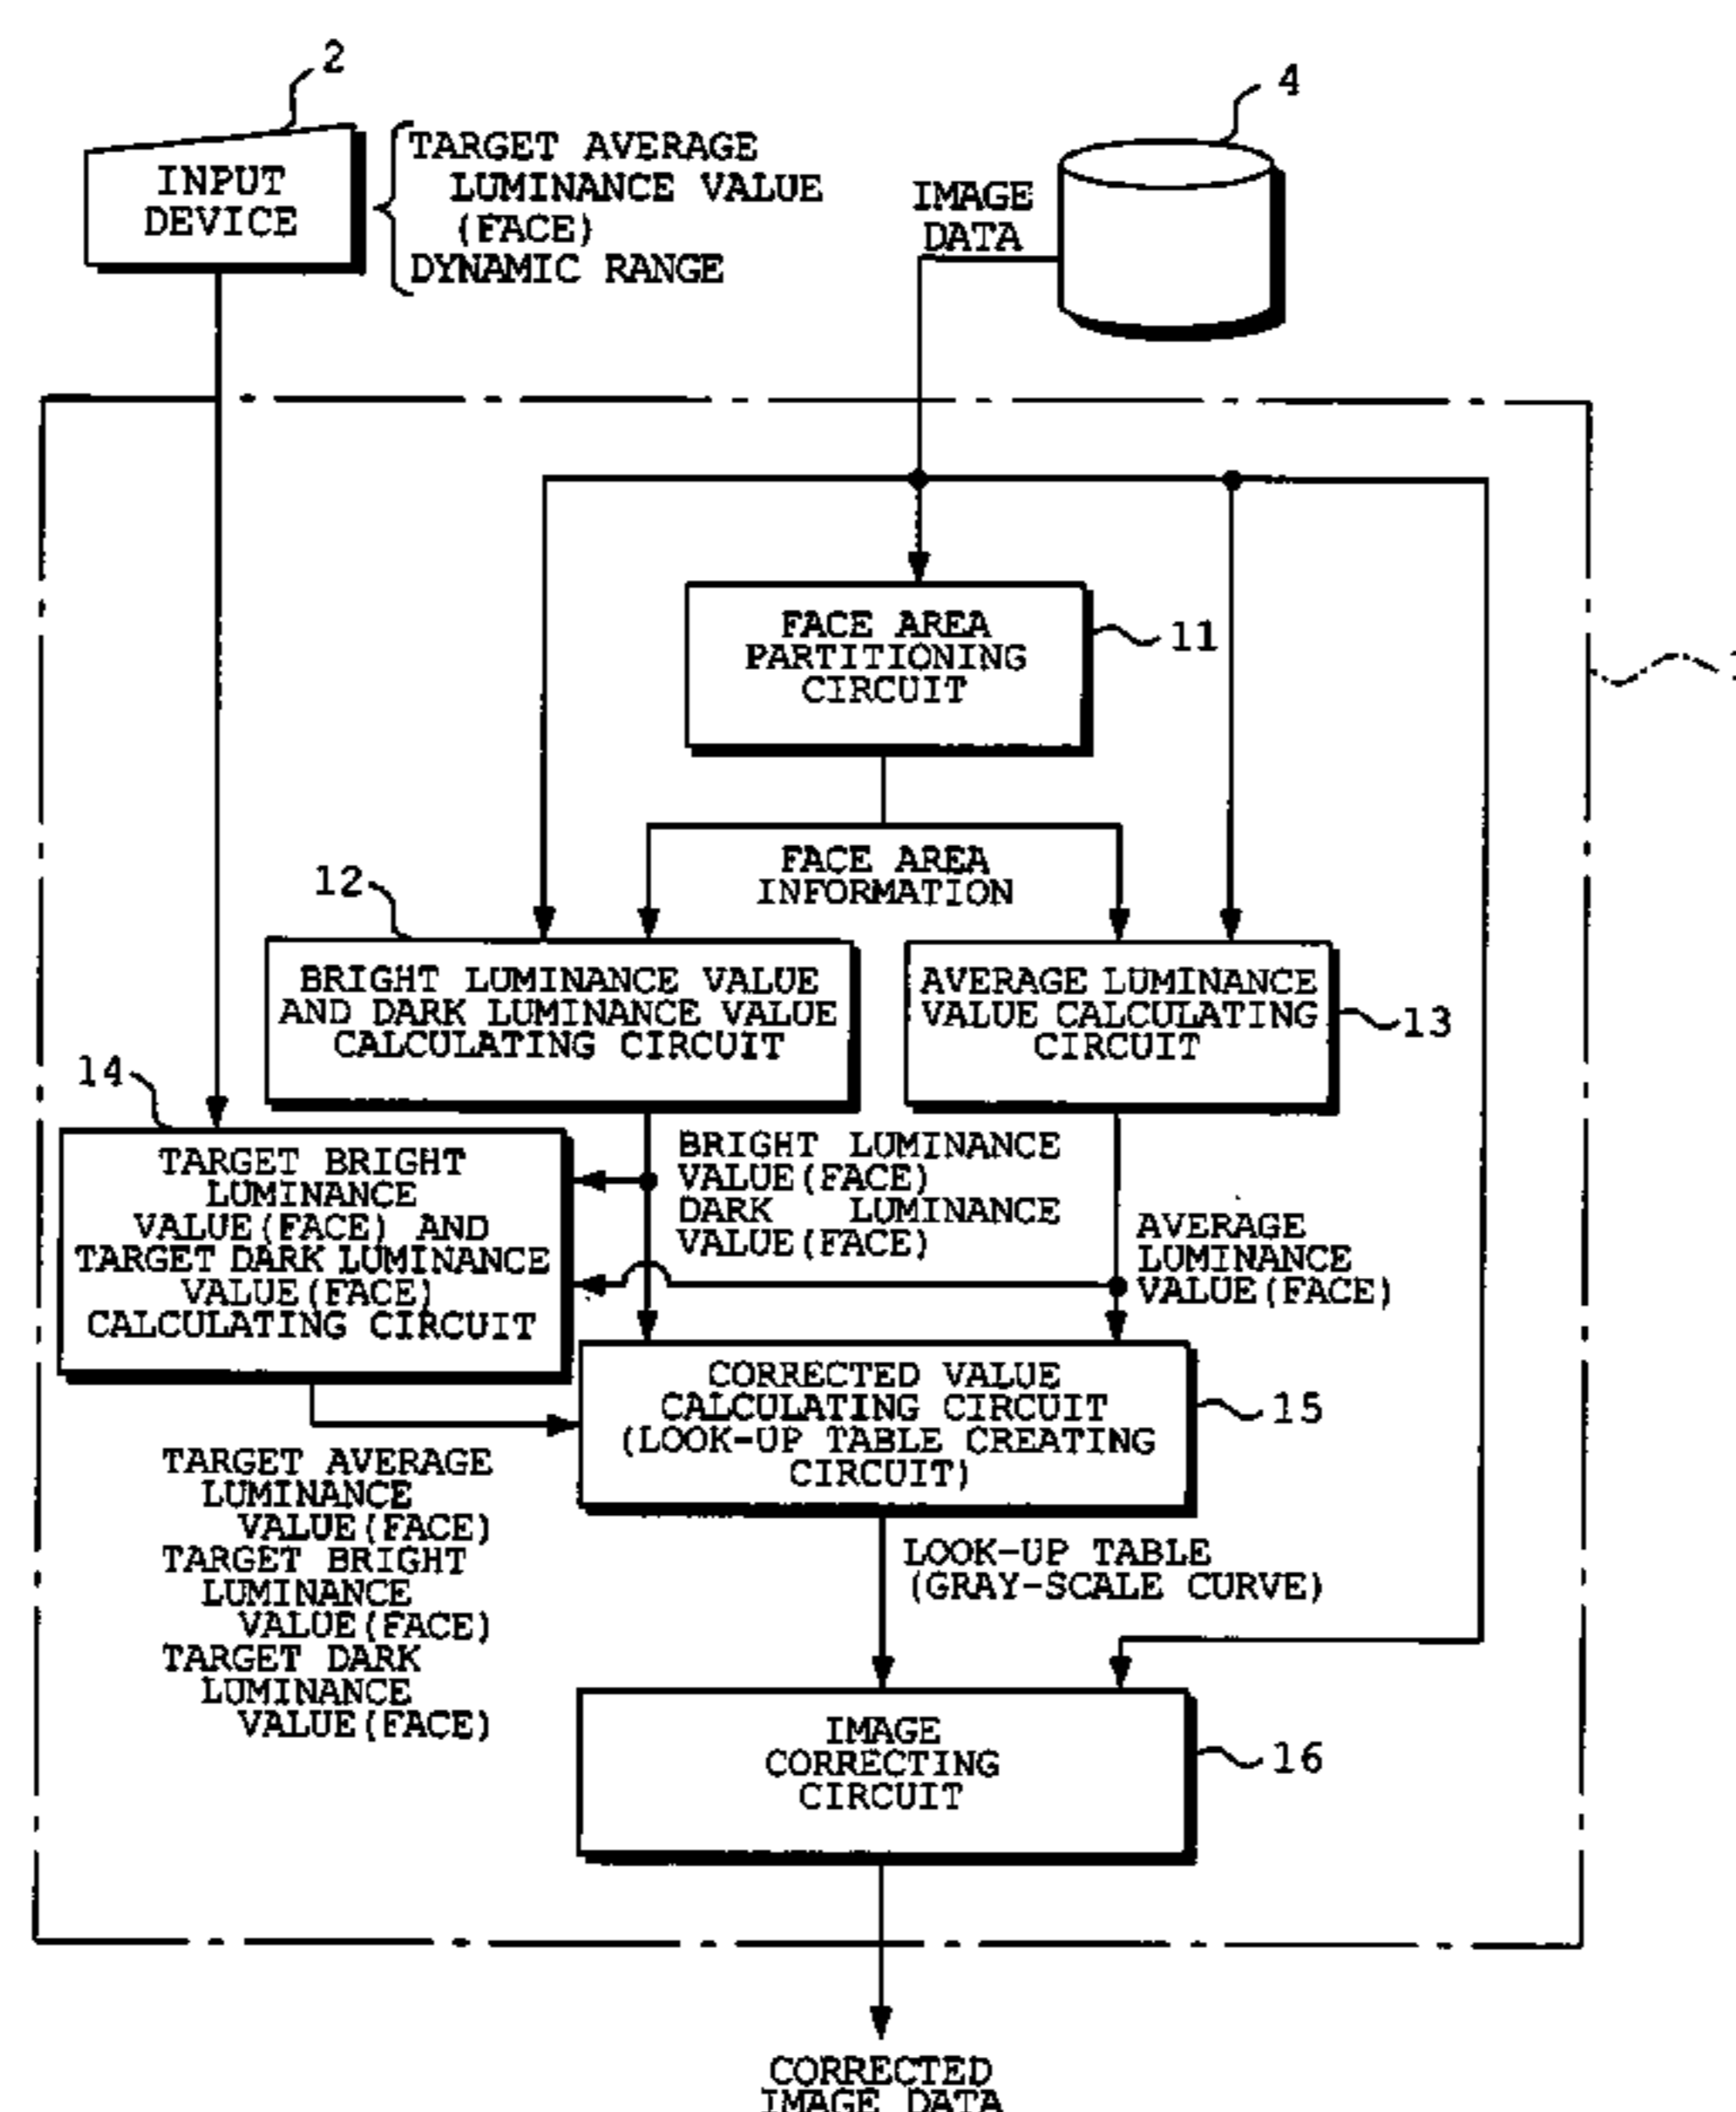 2
4
INPUT
DEVICE
TARGET AVERAGE
LUMINANCE VALUE
(FACE)
DYNAMIC RANGE
IMAGE
DATA
FACE AREA
PARTITIONING
CIRCUIT
11
FACE AREA
INFORMATION
12
BRIGHT LUMINANCE VALUE
AND DARK LUMINANCE VALUE
CALCULATING CIRCUIT
AVERAGE LUMINANCE
VALUE CALCULATING
CIRCUIT
13
14
TARGET BRIGHT
LUMINANCE
VALUE(FACE) AND
TARGET DARK LUMINANCE
VALUE(FACE)
CALCULATING CIRCUIT
BRIGHT LUMINANCE
VALUE(FACE)
DARK LUMINANCE
VALUE(FACE)
AVERAGE
LUMINANCE
VALUE(FACE)
CORRECTED VALUE
CALCULATING CIRCUIT
(LOOK-UP TABLE CREATING
CIRCUIT)
15
TARGET AVERAGE
LUMINANCE
VALUE(FACE)
TARGET BRIGHT
LUMINANCE
VALUE(FACE)
TARGET DARK
LUMINANCE
VALUE(FACE)
LOOK-UP TABLE
(GRAY-SCALE CURVE)
IMAGE
CORRECTING
CIRCUIT
16
CORRECTED
IMAGE DATA